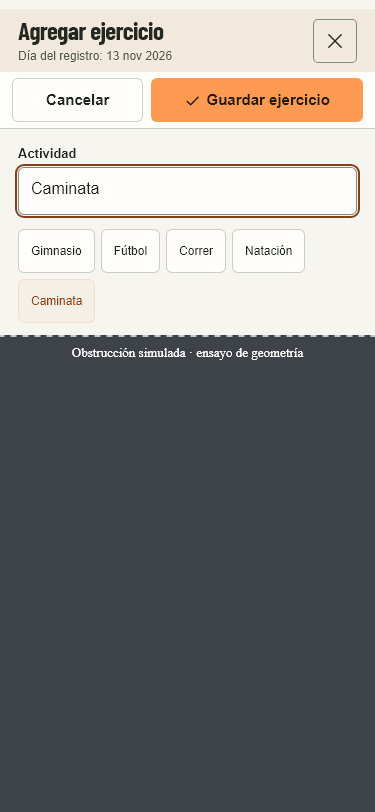 Agregar ejercicio
Día del registro: 13 nov 2026
Cancelar
Guardar ejercicio
Actividad
Caminata
Gimnasio
Fútbol
Correr
Natación
Caminata
Obstrucción simulada · ensayo de geometría